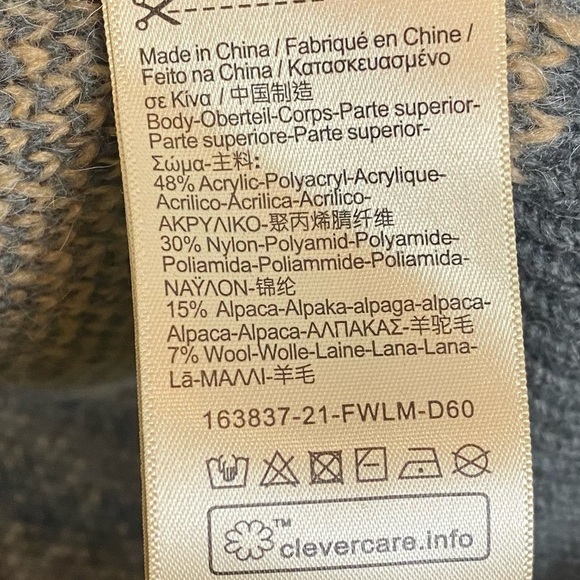 Made in China / Fabriqué en Chine /
Feito na China / Κατασκευασμένο
σε Κίνα / 中国制造
Body-Oberteil-Corps-Parte superior-
Parte superiore-Parte superior-
Σώμα-主料:
48% Acrylic-Polyacryl-Acrylique-
Acrilico-Acrílica-Acrílico-
ΑΚΡΥΛΙΚΟ-聚丙烯腈纤维
30% Nylon-Polyamid-Polyamide-
Poliamida-Poliammide-Poliamida-
ΝΑΫΛΟΝ-锦纶
15% Alpaca-Alpaka-alpaga-alpaca-
Alpaca-Alpaca-ΑΛΠΑΚΑΣ-羊驼毛
7% Wool-Wolle-Laine-Lana-Lana-
Lã-ΜΑΛΛΙ-羊毛
163837-21-FWLM-D60
TM
clevercare.info